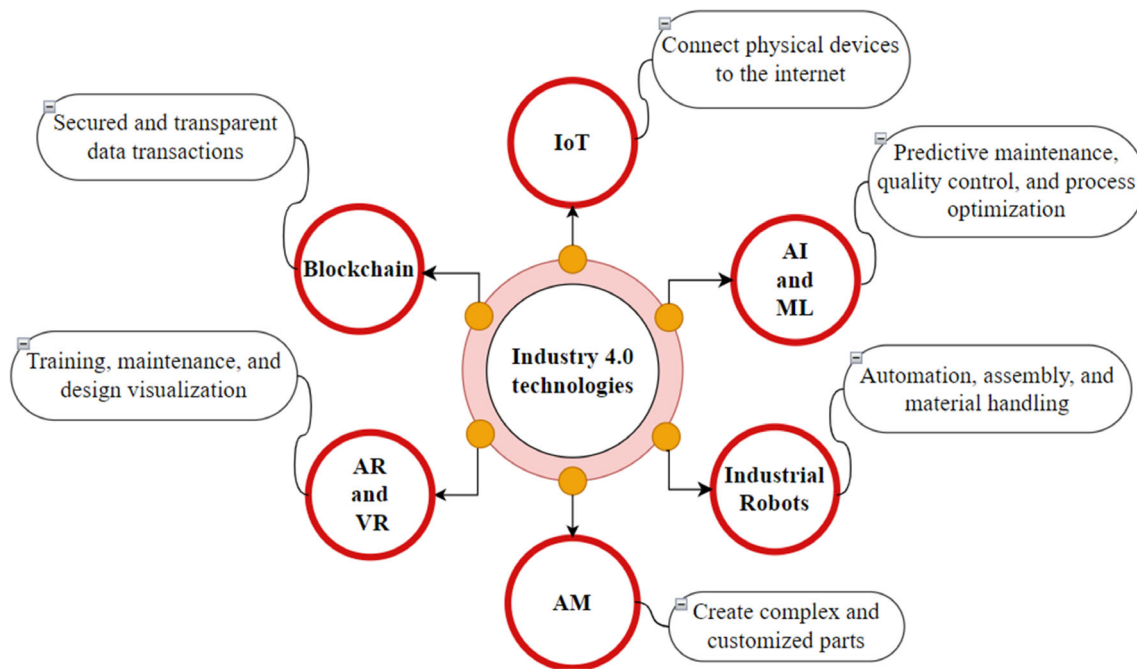 Connect physical devices
to the internet
IoT
Secured and transparent
data transactions
Predictive maintenance,
quality control, and process
optimization
Blockchain
AI
and
ML
Industry 4.0
technologies
Training, maintenance, and
design visualization
Automation, assembly, and
material handling
AR
and
VR
Industrial
Robots
AM
Create complex and
customized parts